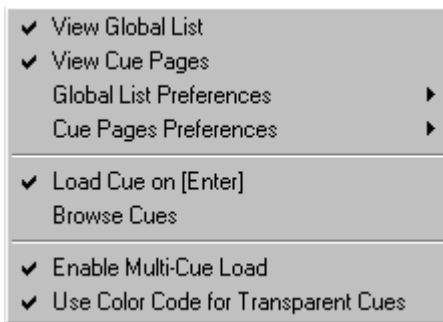 View Global List
View Cue Pages
Global List Preferences
Cue Pages Preferences
Load Cue on [Enter]
Browse Cues
Enable Multi-Cue Load
Use Color Code for Transparent Cues